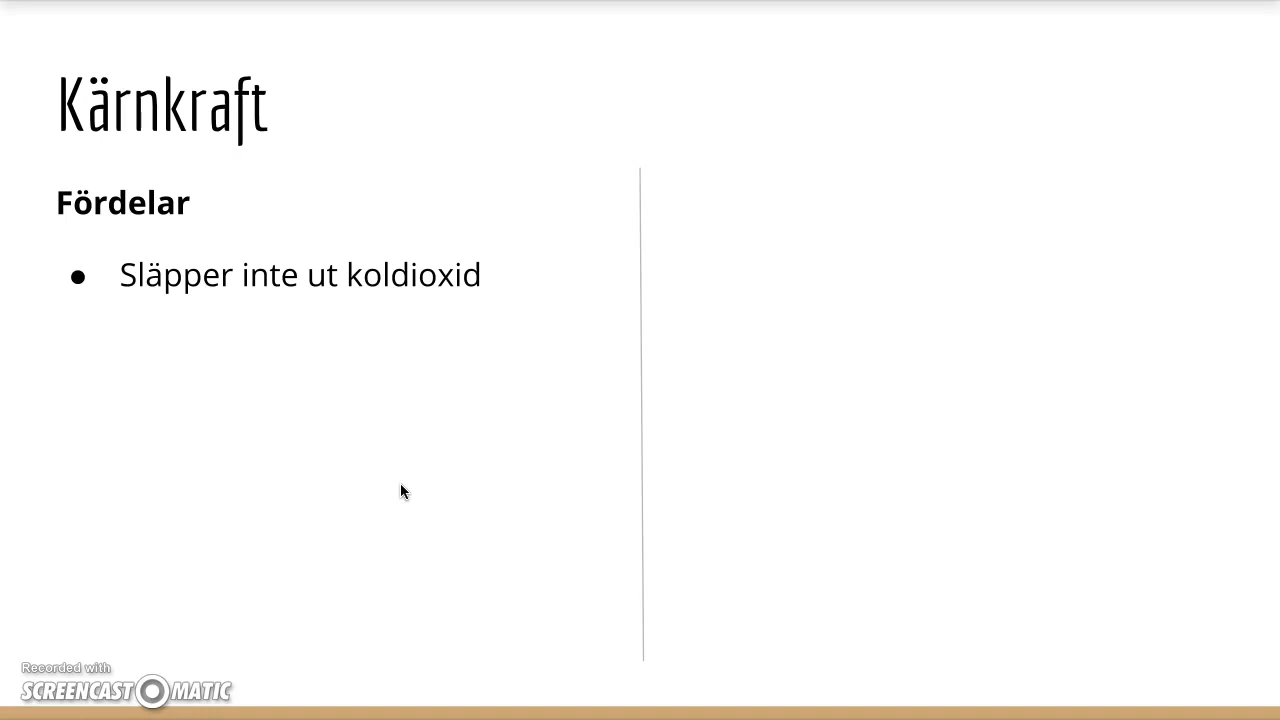 Kärnkraft
Fördelar
● Släpper inte ut koldioxid
Recorded with
SCREENCAST-O-MATIC